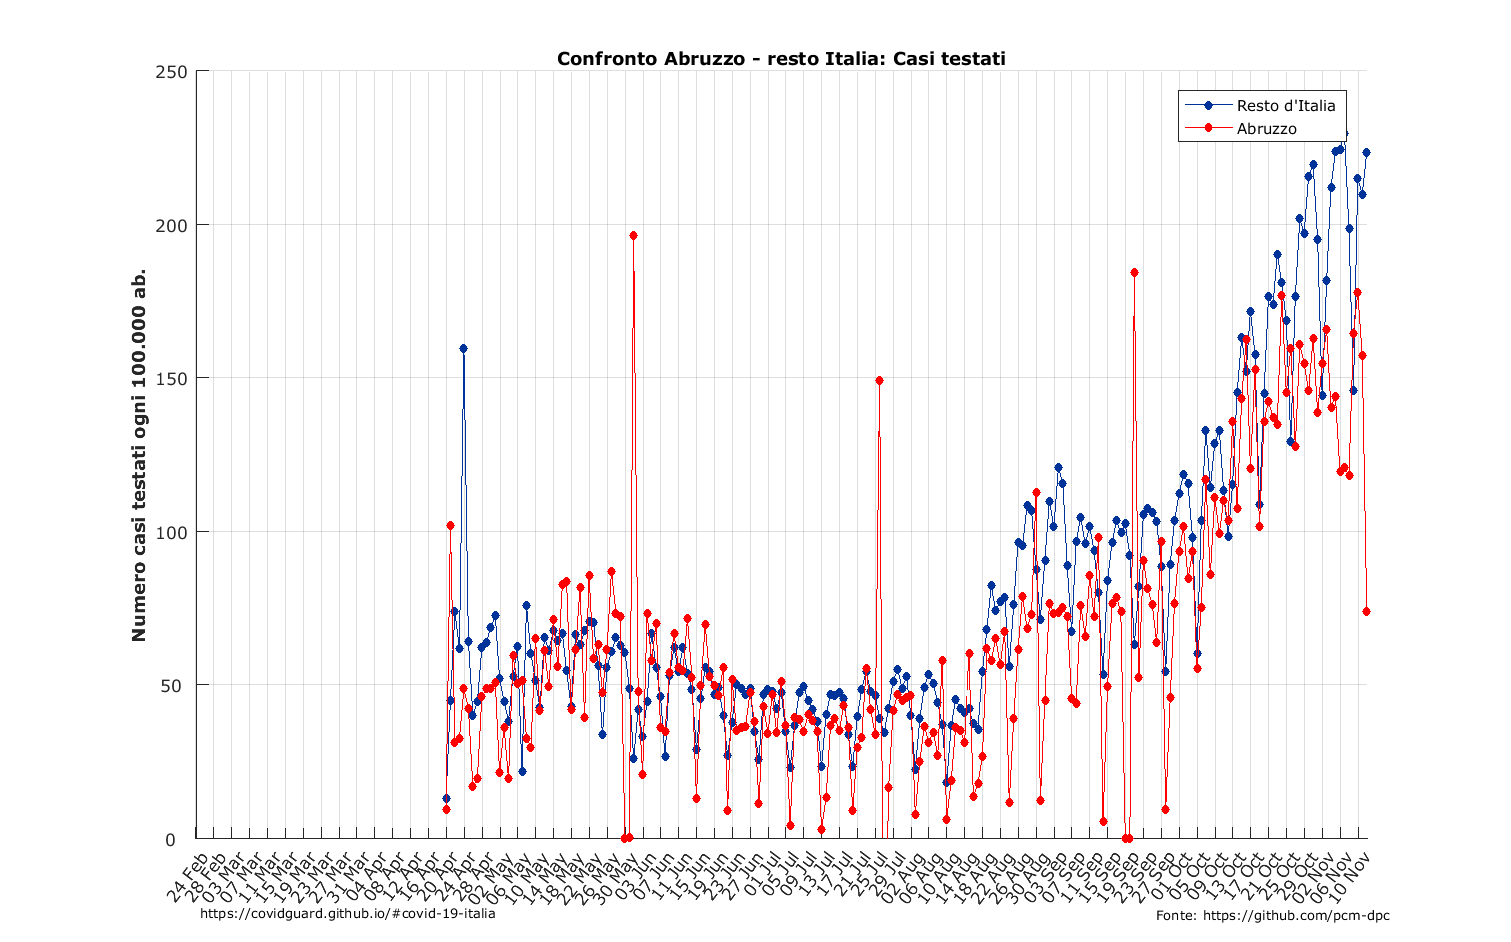 Confronto Abruzzo - resto Italia: Casi testati
Resto d'Italia
Abruzzo
Numero casi testati ogni 100.000 ab.
250
200
150
100
50
0
24 Feb
28 Feb
03 Mar
07 Mar
11 Mar
15 Mar
19 Mar
23 Mar
27 Mar
31 Mar
04 Apr
08 Apr
12 Apr
16 Apr
20 Apr
24 Apr
28 Apr
02 May
06 May
10 May
14 May
18 May
22 May
26 May
30 May
03 Jun
07 Jun
11 Jun
15 Jun
19 Jun
23 Jun
27 Jun
01 Jul
05 Jul
09 Jul
13 Jul
17 Jul
21 Jul
25 Jul
29 Jul
02 Aug
06 Aug
10 Aug
14 Aug
18 Aug
22 Aug
26 Aug
30 Aug
03 Sep
07 Sep
11 Sep
15 Sep
19 Sep
23 Sep
27 Sep
01 Oct
05 Oct
09 Oct
13 Oct
17 Oct
21 Oct
25 Oct
29 Oct
02 Nov
06 Nov
10 Nov
https://covidguard.github.io/#covid-19-italia
Fonte: https://github.com/pcm-dpc